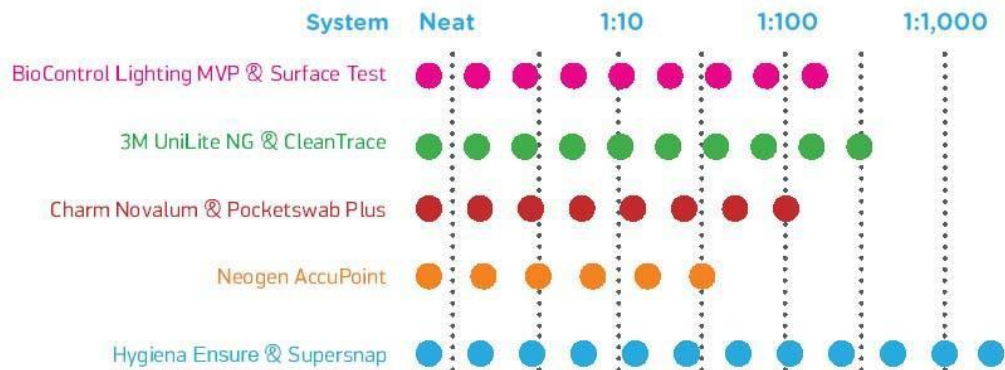 System Neat 1:10 1:100 1:1,000
BioControl Lighting MVP & Surface Test
3M UniLite NG & CleanTrace
Charm Novalum & Pocketswab Plus
Neogen AccuPoint
Hygiena Ensure & Supersnap